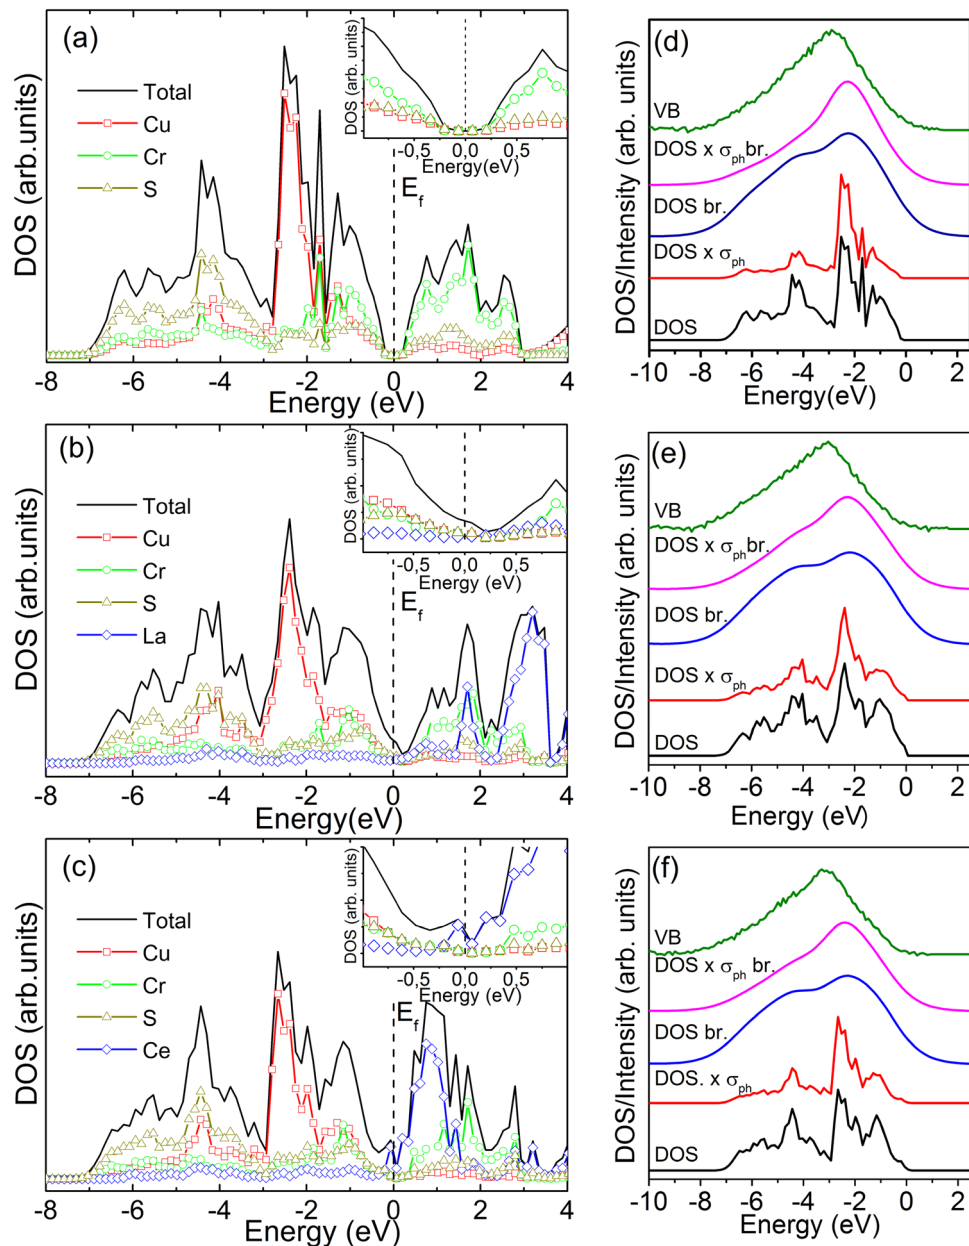 (a)
DOS (arb.units)
Total
Cu
Cr
S
DOS (arb. units)
-0,5 0,0 0,5
Energy(eV)
E_f
-8 -6 -4 -2 0 2 4
Energy (eV)
(d)
DOS/Intensity (arb. units)
VB
DOS x σ_ph br.
DOS br.
DOS x σ_ph
DOS
-10 -8 -6 -4 -2 0 2
Energy(eV)
(b)
DOS (arb.units)
Total
Cu
Cr
S
La
DOS (arb. units)
-0,5 0,0 0,5
Energy (eV)
E_f
-8 -6 -4 -2 0 2 4
Energy(eV)
(e)
DOS/Intensity (arb. units)
VB
DOS x σ_ph br.
DOS br.
DOS x σ_ph
DOS
-10 -8 -6 -4 -2 0 2
Energy (eV)
(c)
DOS (arb.units)
Total
Cu
Cr
S
Ce
DOS (arb. units)
-0,5 0,0 0,5
Energy (eV)
E_f
-8 -6 -4 -2 0 2 4
Energy (eV)
(f)
DOS/Intensity (arb. units)
VB
DOS x σ_ph br.
DOS br.
DOS. x σ_ph
DOS
-10 -8 -6 -4 -2 0 2
Energy (eV)